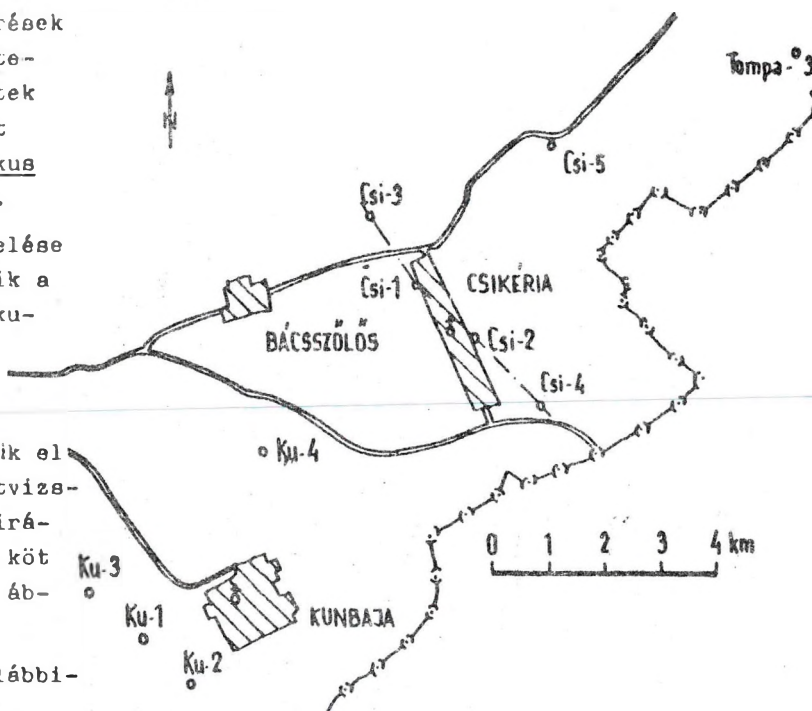 rések
te-
tek
t
kus
.
elése
ik a
ku-
ik el
tvizs-
irá-
köt
áb-
ábbi-
N
Tompa-3
Csi-5
Csi-3
Csi-1
CSIKÉRIA
BÁCSSZŐLŐS
Csi-2
Csi-4
Ku-4
0 1 2 3 4 km
Ku-3
Ku-1
KUNBAJA
Ku-2